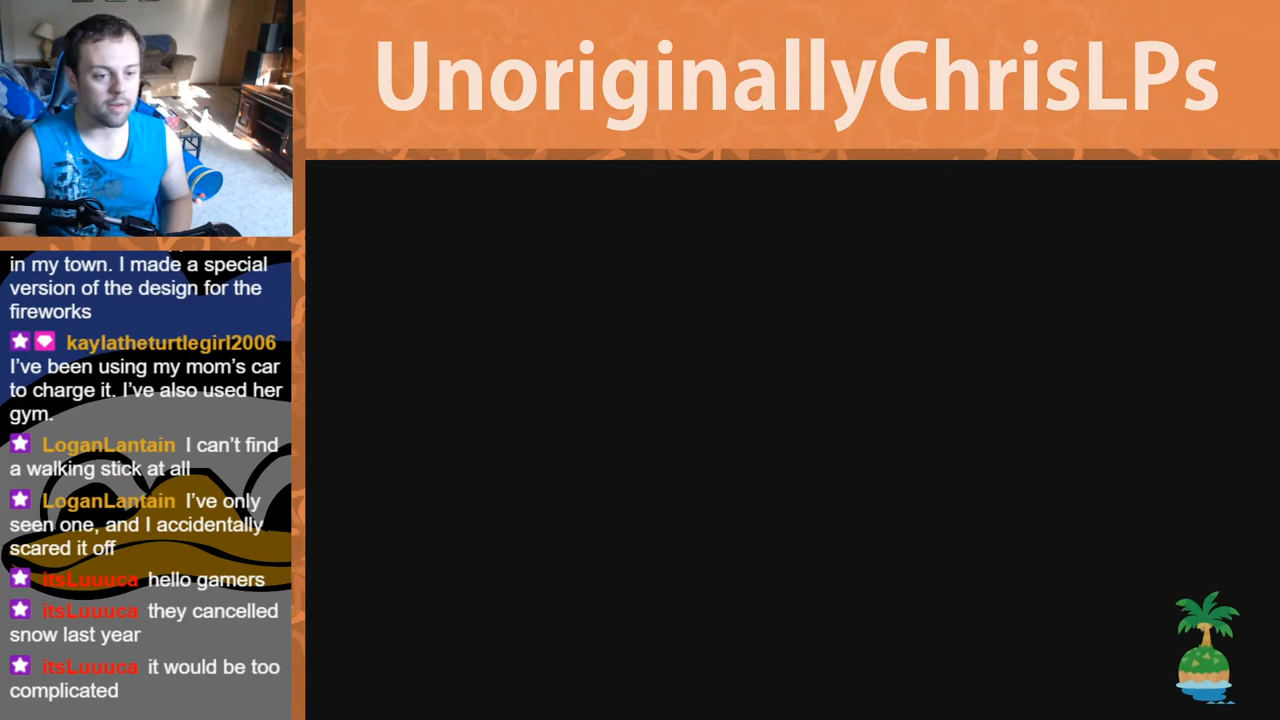 UnoriginallyChrisLPs
in my town. I made a special
version of the design for the
fireworks
kaylatheturtlegirl2006
I’ve been using my mom’s car
to charge it. I’ve also used her
gym.
LoganLantain I can’t find
a walking stick at all
LoganLantain I’ve only
seen one, and I accidentally
scared it off
itsLuuuca hello gamers
itsLuuuca they cancelled
snow last year
itsLuuuca it would be too
complicated